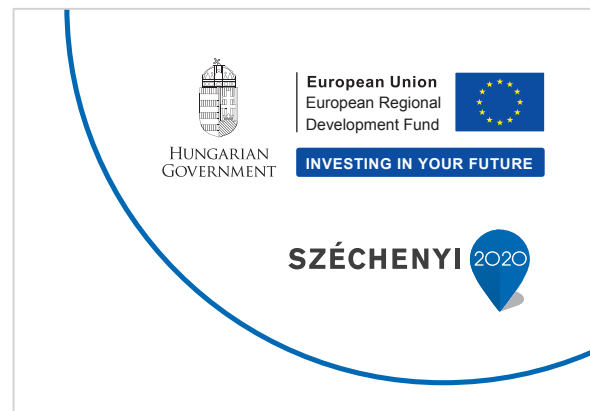 European Union
European Regional
Development Fund
HUNGARIAN
GOVERNMENT
INVESTING IN YOUR FUTURE
SZÉCHENYI 2020